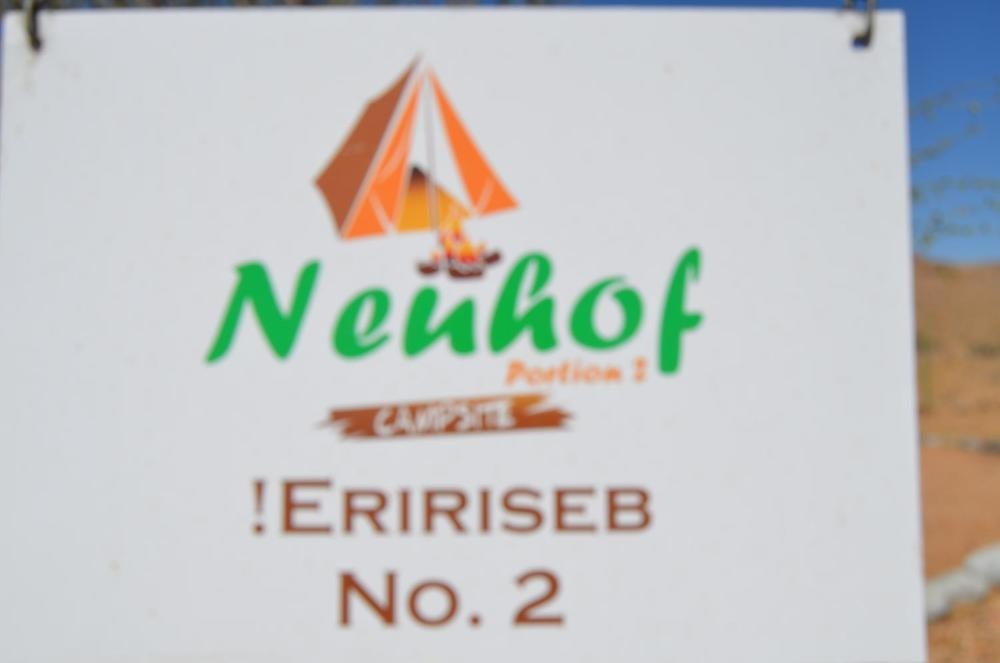 Neuhof
Portion 2
CAMPSITE
!ERIRISEB
No. 2